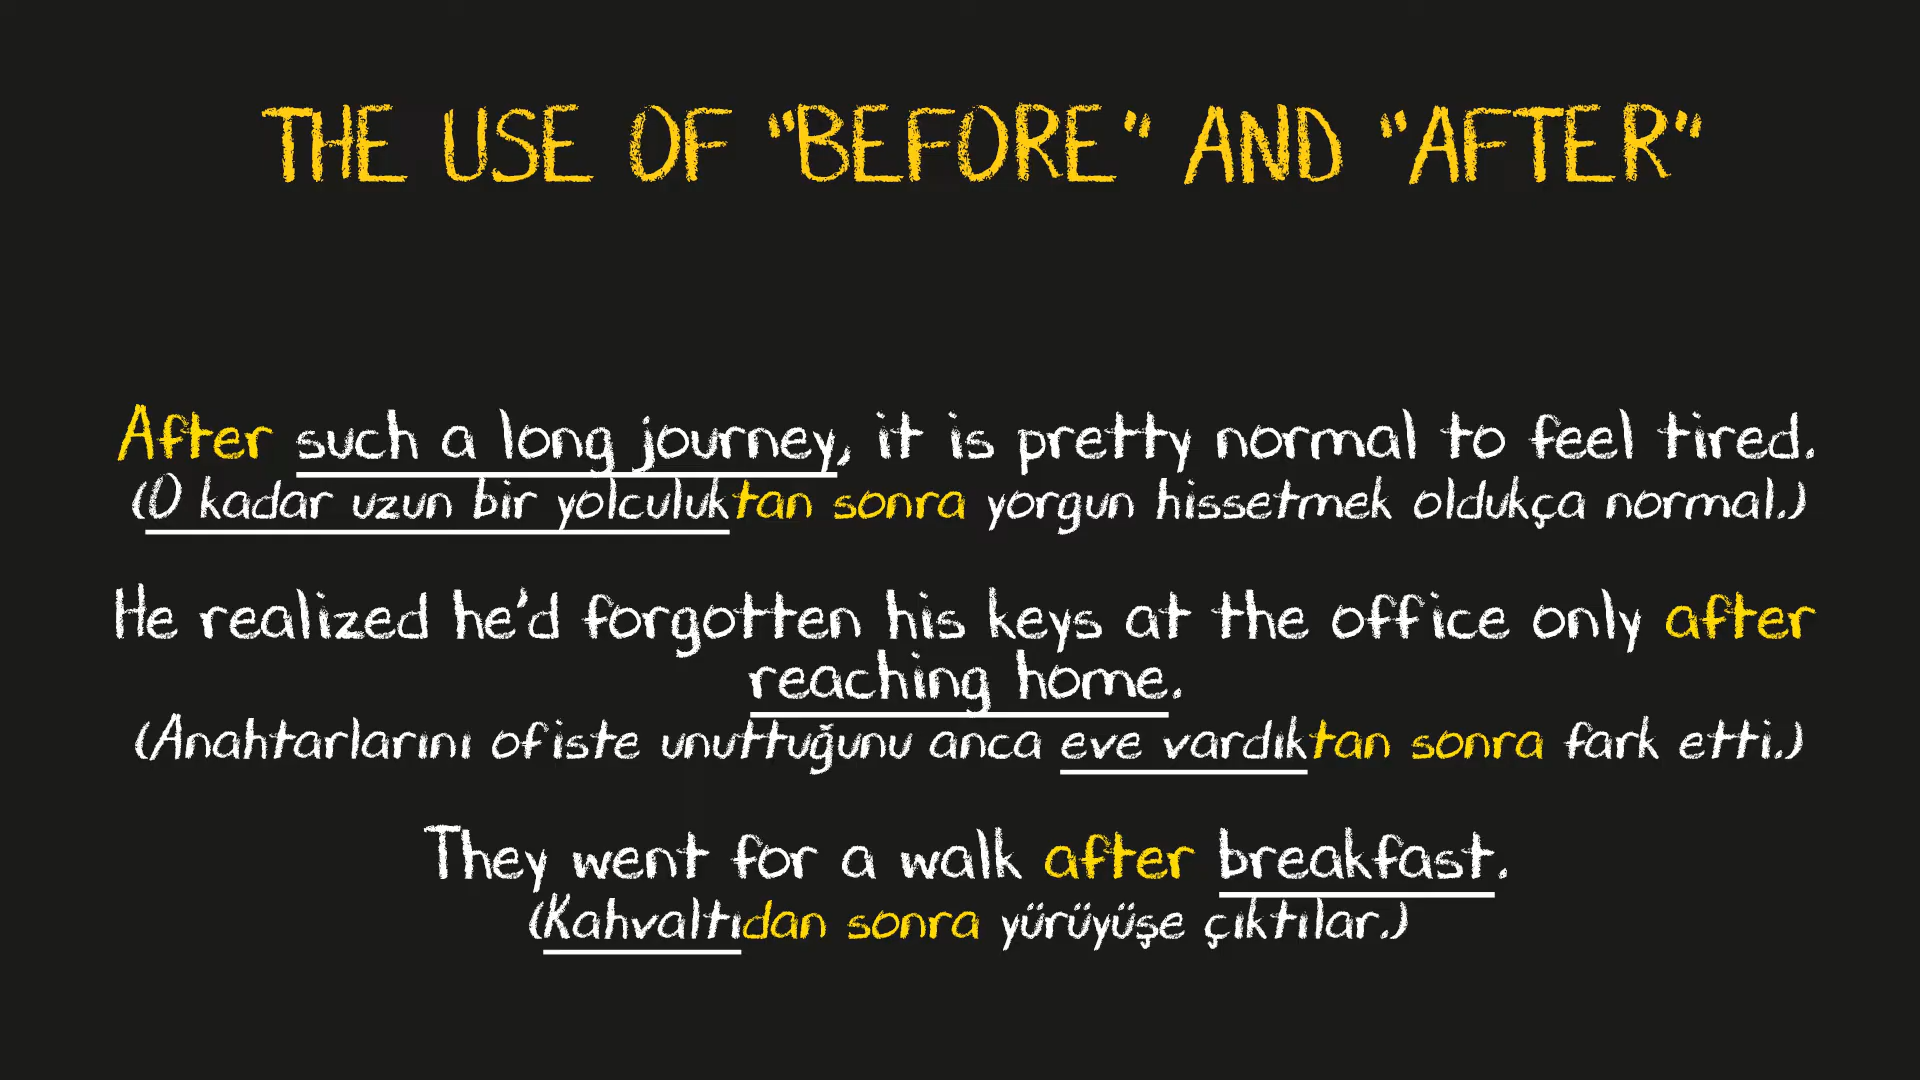 THE USE OF "BEFORE" AND "AFTER"
After such a long journey, it is pretty normal to feel tired.
(O kadar uzun bir yolculuktan sonra yorgun hissetmek oldukça normal.)
He realized he'd forgotten his keys at the office only after
reaching home.
(Anahtarlarını ofiste unuttuğunu anca eve vardıktan sonra fark etti.)
They went for a walk after breakfast.
(Kahvaltıdan sonra yürüyüşe çıktılar.)